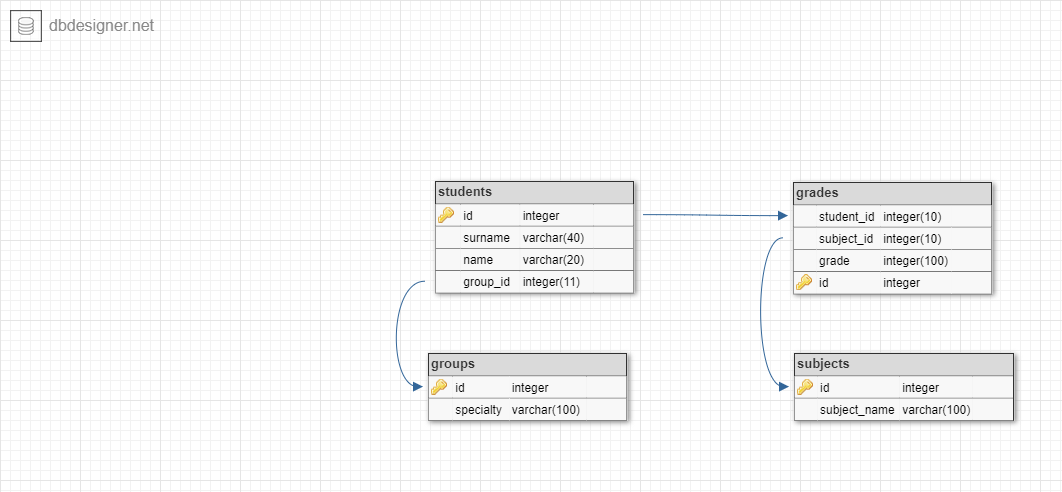 dbdesigner.net
students
id integer
surname varchar(40)
name varchar(20)
group_id integer(11)
grades
student_id integer(10)
subject_id integer(10)
grade integer(100)
id integer
groups
id integer
specialty varchar(100)
subjects
id integer
subject_name varchar(100)